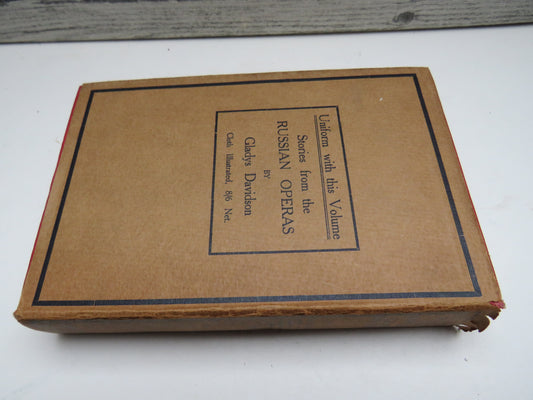 Uniform with this Volume
Stories from the
RUSSIAN OPERAS
BY
Gladys Davidson
Cloth Illustrated, 8/6 Net.